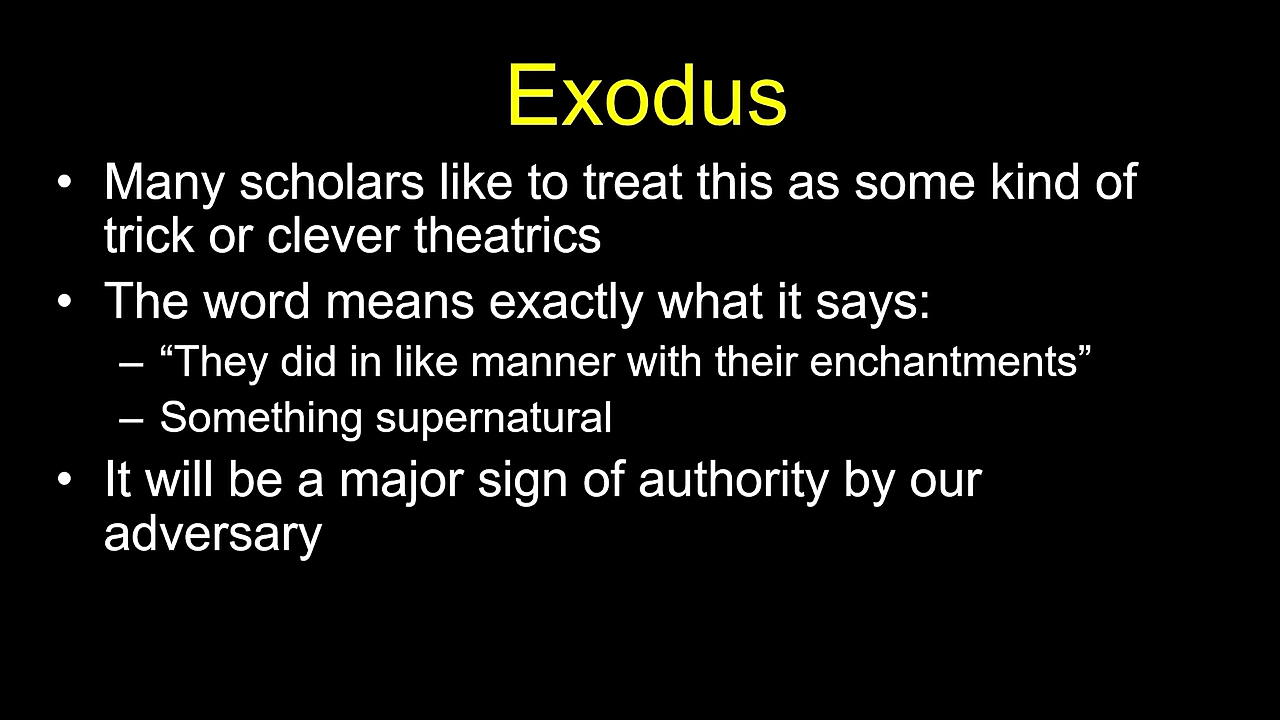 Exodus
• Many scholars like to treat this as some kind of
trick or clever theatrics
• The word means exactly what it says:
– “They did in like manner with their enchantments”
– Something supernatural
• It will be a major sign of authority by our
adversary